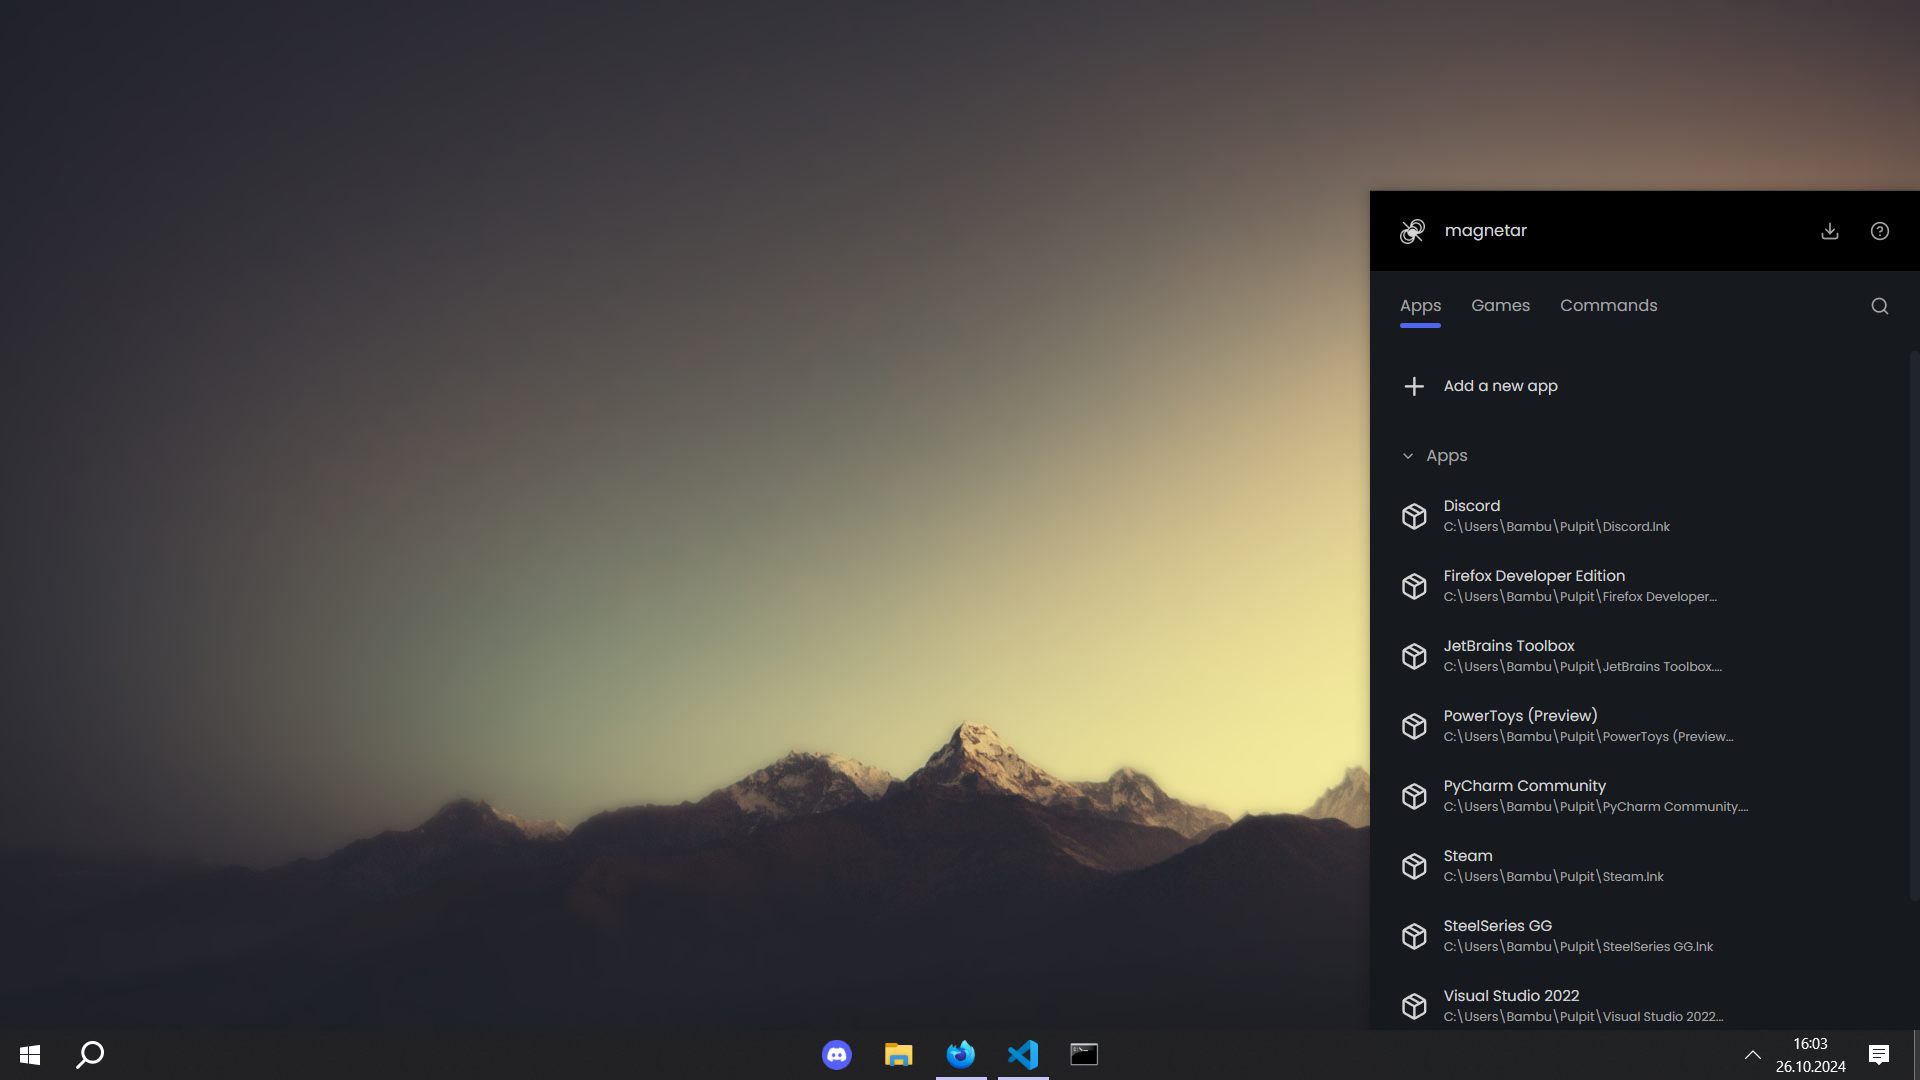 magnetar
Apps Games Commands
Add a new app
Apps
Discord
C:\Users\Bambu\Pulpit\Discord.lnk
Firefox Developer Edition
C:\Users\Bambu\Pulpit\Firefox Developer...
JetBrains Toolbox
C:\Users\Bambu\Pulpit\JetBrains Toolbox....
PowerToys (Preview)
C:\Users\Bambu\Pulpit\PowerToys (Preview...
PyCharm Community
C:\Users\Bambu\Pulpit\PyCharm Community....
Steam
C:\Users\Bambu\Pulpit\Steam.lnk
SteelSeries GG
C:\Users\Bambu\Pulpit\SteelSeries GG.lnk
Visual Studio 2022
C:\Users\Bambu\Pulpit\Visual Studio 2022...
16:03
26.10.2024